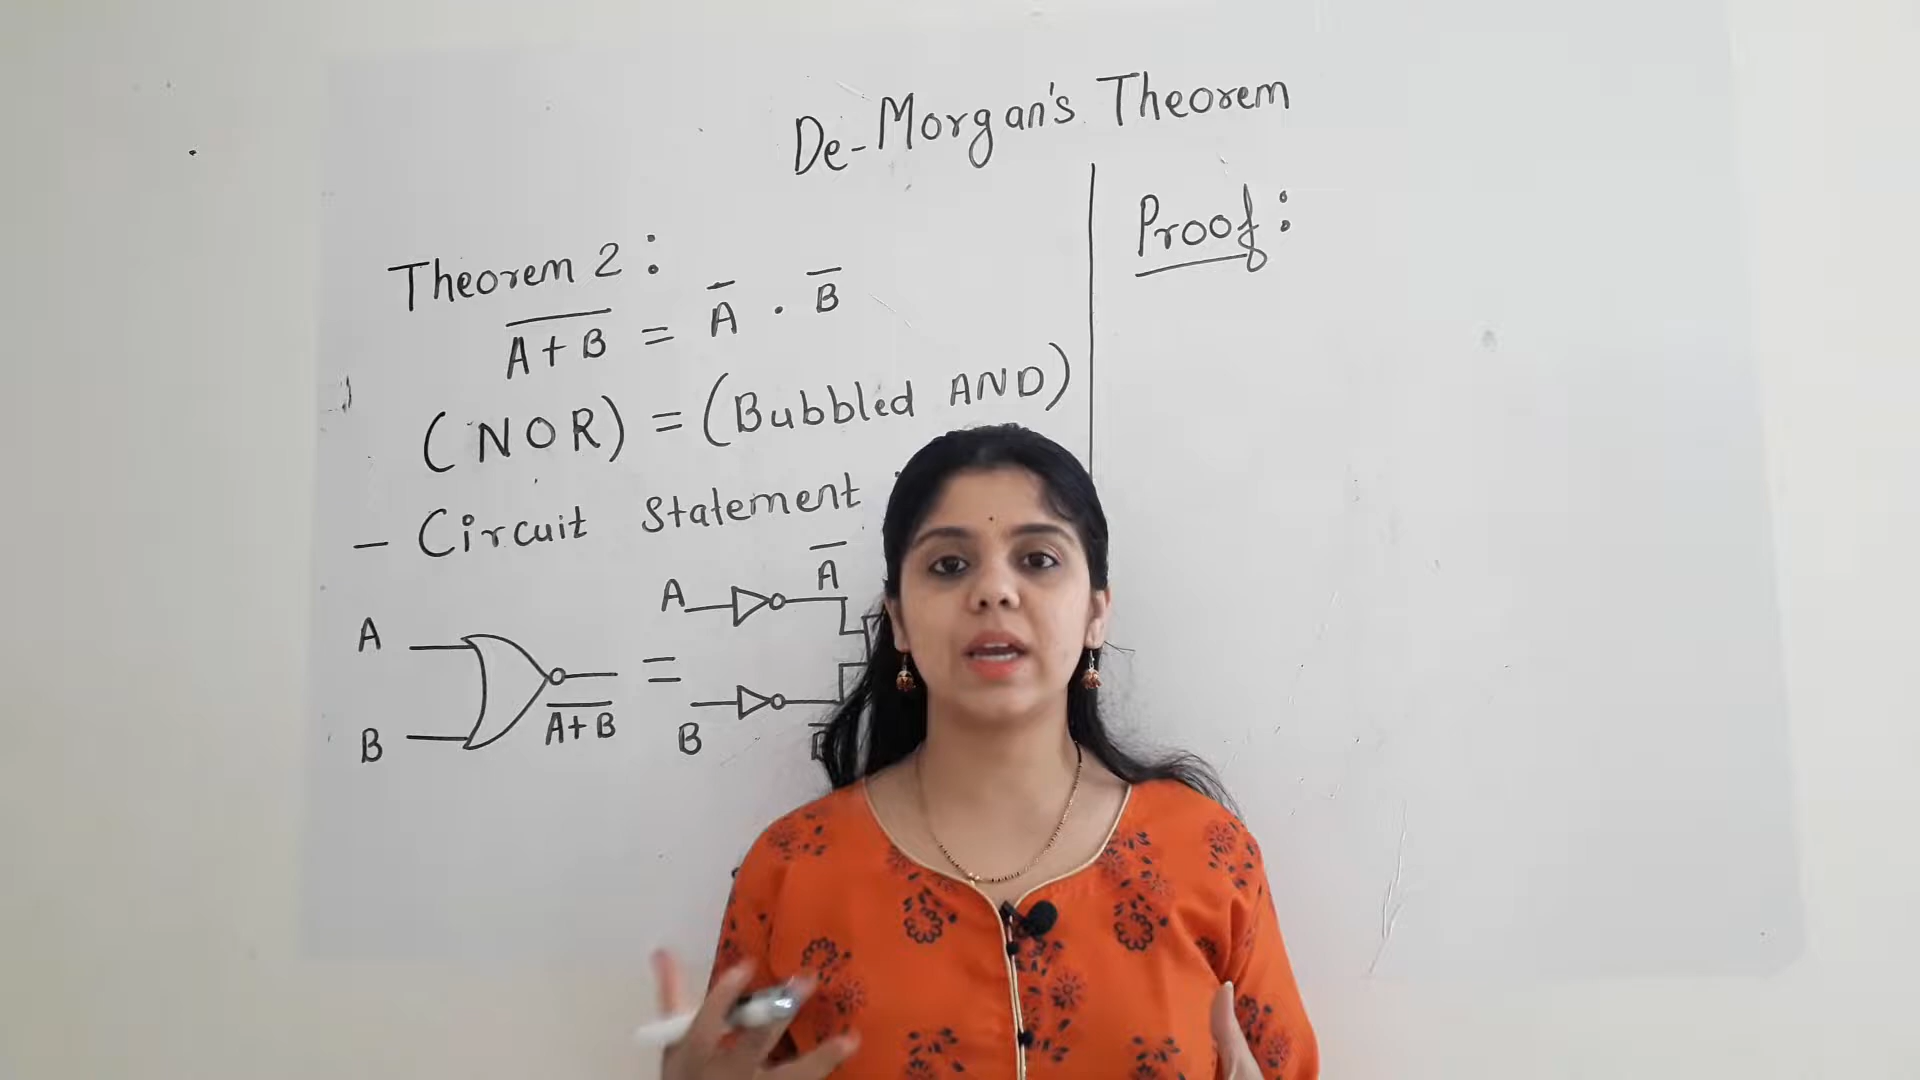 De-Morgan's Theorem
Theorem 2 :
A̅ ̅+̅ ̅B̅ = A̅ . B̅
(NOR) = (Bubbled AND)
- Circuit Statement
A
B
A̅ ̅+̅ ̅B̅
=
A
A̅
B
Proof :